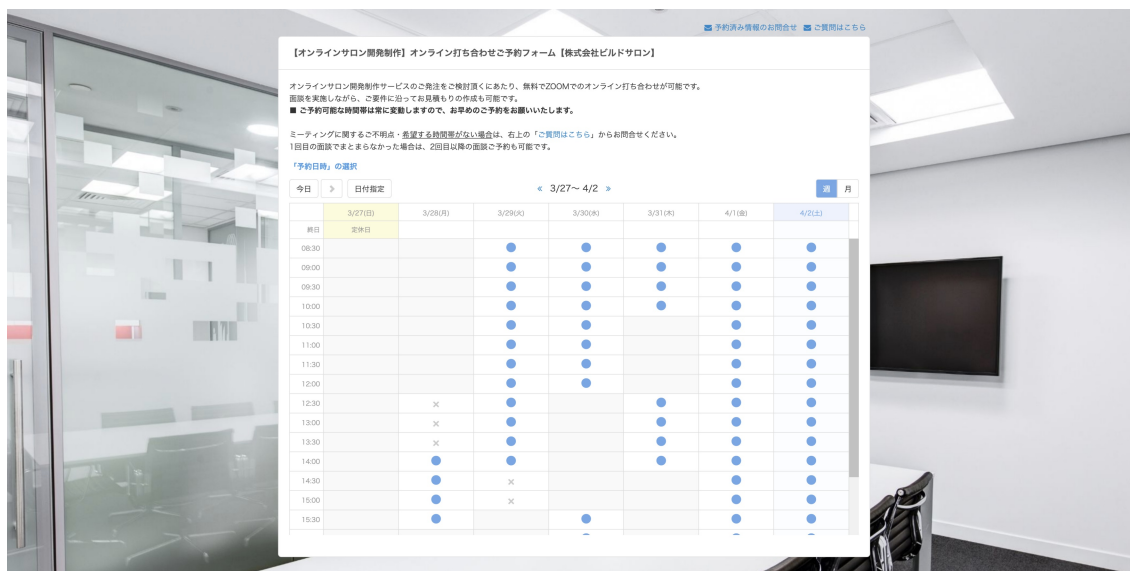 予約済み情報のお問合せ ご質問はこちら
【オンラインサロン開発制作】オンライン打ち合わせご予約フォーム【株式会社ビルドサロン】
オンラインサロン開発制作サービスのご発注をご検討頂くにあたり、無料でZOOMでのオンライン打ち合わせが可能です。
面談を実施しながら、ご要件に沿ってお見積もりの作成も可能です。
■ ご予約可能な時間帯は常に変動しますので、お早めのご予約をお願いいたします。
ミーティングに関するご不明点・希望する時間帯がない場合は、右上の「ご質問はこちら」からお問合せください。
1回目の面談でまとまらなかった場合は、2回目以降の面談ご予約も可能です。
「予約日時」の選択
今日 > 日付指定 « 3/27〜 4/2 » 週 月
3/27(日) 3/28(月) 3/29(火) 3/30(水) 3/31(木) 4/1(金) 4/2(土)
終日 定休日
08:30 ● ● ● ● ●
09:00 ● ● ● ● ●
09:30 ● ● ● ● ●
10:00 ● ● ● ● ●
10:30 ● ● ● ●
11:00 ● ● ● ●
11:30 ● ● ● ●
12:00 ● ● ● ●
12:30 × ● ● ● ●
13:00 × ● ● ● ●
13:30 × ● ● ● ●
14:00 ● ● ● ● ●
14:30 ● × ● ●
15:00 ● × ● ●
15:30 ● ● ● ●